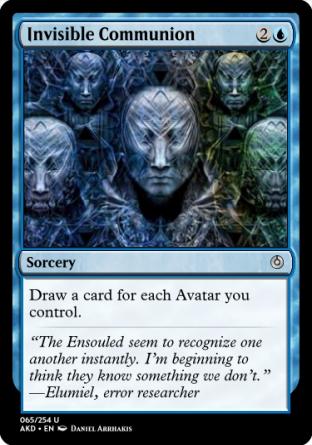 Invisible Communion 2
Sorcery
Draw a card for each Avatar you
control.
“The Ensouled seem to recognize one
another instantly. I’m beginning to
think they know something we don’t.”
—Elumiel, error researcher
065/254 U
AKD • EN Daniel Arrhakis